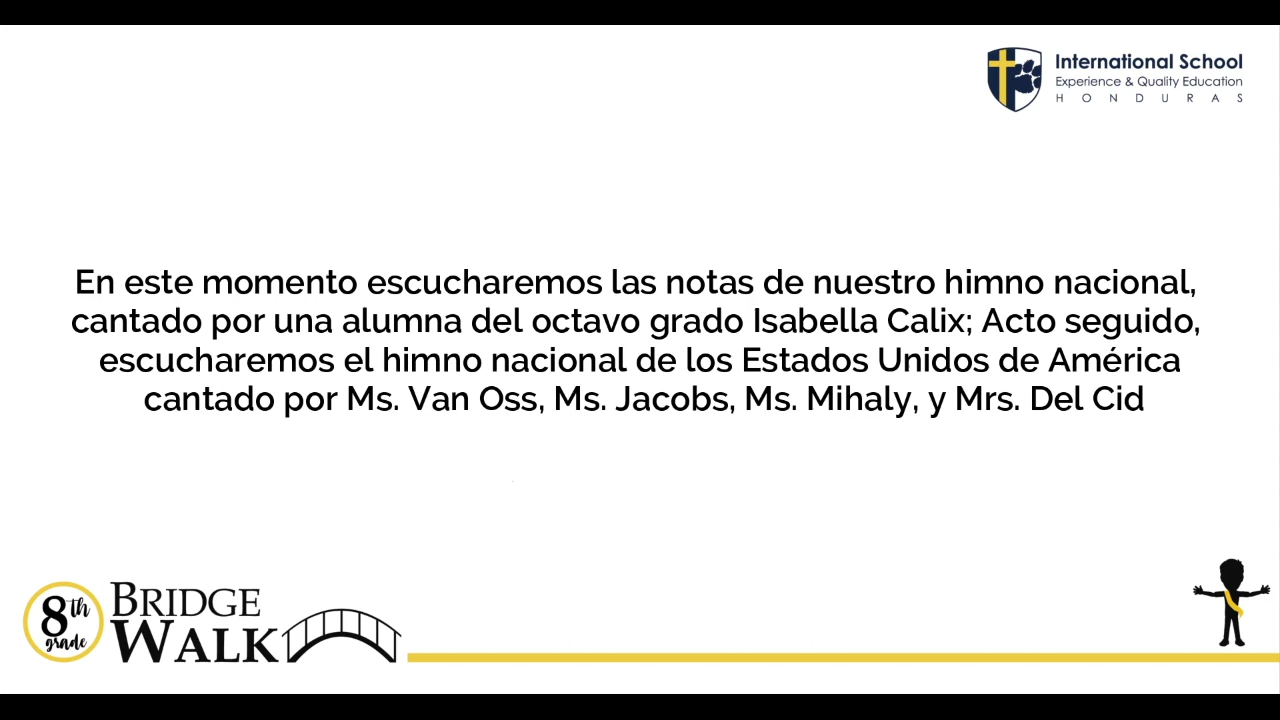 International School
Experience & Quality Education
HONDURAS
En este momento escucharemos las notas de nuestro himno nacional,
cantado por una alumna del octavo grado Isabella Calix; Acto seguido,
escucharemos el himno nacional de los Estados Unidos de América
cantado por Ms. Van Oss, Ms. Jacobs, Ms. Mihaly, y Mrs. Del Cid
8th
grade
BRIDGE
WALK